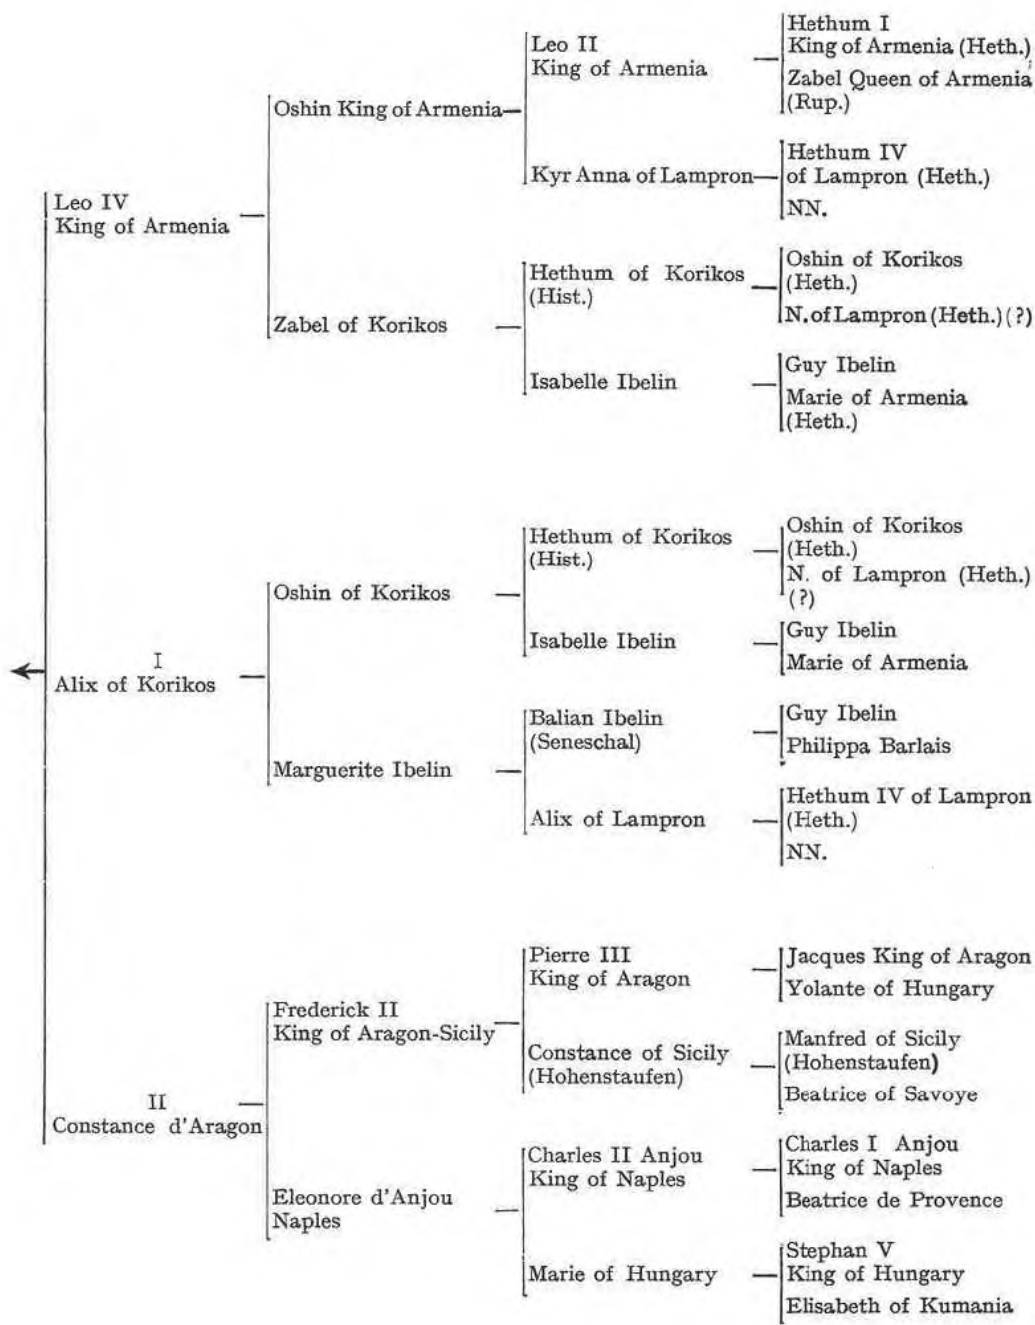 Leo IV
King of Armenia
Oshin King of Armenia
Leo II
King of Armenia
Hethum I
King of Armenia (Heth.)
Zabel Queen of Armenia
(Rup.)
Kyr Anna of Lampron
Hethum IV
of Lampron (Heth.)
NN.
Zabel of Korikos
Hethum of Korikos
(Hist.)
Oshin of Korikos
(Heth.)
N. of Lampron (Heth.) (?)
Isabelle Ibelin
Guy Ibelin
Marie of Armenia
(Heth.)
I
Alix of Korikos
Oshin of Korikos
Hethum of Korikos
(Hist.)
Oshin of Korikos
(Heth.)
N. of Lampron (Heth.)
(?)
Isabelle Ibelin
Guy Ibelin
Marie of Armenia
Marguerite Ibelin
Balian Ibelin
(Seneschal)
Guy Ibelin
Philippa Barlais
Alix of Lampron
Hethum IV of Lampron
(Heth.)
NN.
II
Constance d'Aragon
Frederick II
King of Aragon-Sicily
Pierre III
King of Aragon
Jacques King of Aragon
Yolante of Hungary
Constance of Sicily
(Hohenstaufen)
Manfred of Sicily
(Hohenstaufen)
Beatrice of Savoye
Eleonore d'Anjou
Naples
Charles II Anjou
King of Naples
Charles I Anjou
King of Naples
Beatrice de Provence
Marie of Hungary
Stephan V
King of Hungary
Elisabeth of Kumania